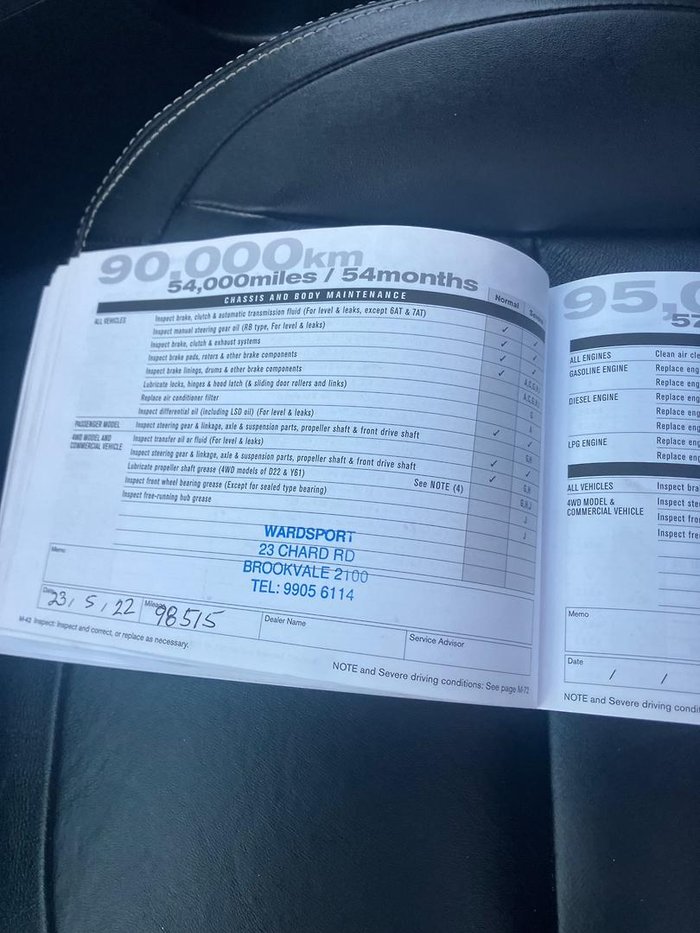 90,000km
54,000miles / 54months
CHASSIS AND BODY MAINTENANCE
Normal
ALL VEHICLES
Inspect brake, clutch & automatic transmission fluid (For level & leaks, except 6AT & 7AT)
Inspect manual steering gear oil (RB type, For level & leaks)
Inspect brake, clutch & exhaust systems
Inspect brake pads, rotors & other brake components
Inspect brake linings, drums & other brake components
Lubricate locks, hinges & hood latch (& sliding door rollers and links)
Replace air conditioner filter
Inspect differential oil (including LSD oil) (For level & leaks)
PASSENGER MODEL
Inspect steering gear & linkage, axle & suspension parts, propeller shaft & front drive shaft
4WD MODEL AND
COMMERCIAL VEHICLE
Inspect transfer oil or fluid (For level & leaks)
Inspect steering gear & linkage, axle & suspension parts, propeller shaft & front drive shaft
Lubricate propeller shaft grease (4WD models of D22 & Y61)
Inspect front wheel bearing grease (Except for sealed type bearing) See NOTE (4)
Inspect free-running hub grease
WARDSPORT
23 CHARD RD
BROOKVALE 2100
TEL: 9905 6114
Memo
Date 23, 5, 22
Mileage 98515
Dealer Name
Service Advisor
M-42 Inspect: Inspect and correct, or replace as necessary.
NOTE and Severe driving conditions: See page M-72
95,
57
ALL ENGINES
Clean air
GASOLINE ENGINE
Replace
Replace
DIESEL ENGINE
Replace
Replace
Replace
LPG ENGINE
Replace
Replace
ALL VEHICLES
Inspect
4WD MODEL &
COMMERCIAL VEHICLE
Inspect
Inspect
Inspect
Memo
Date
/ /
NOTE and Severe driving